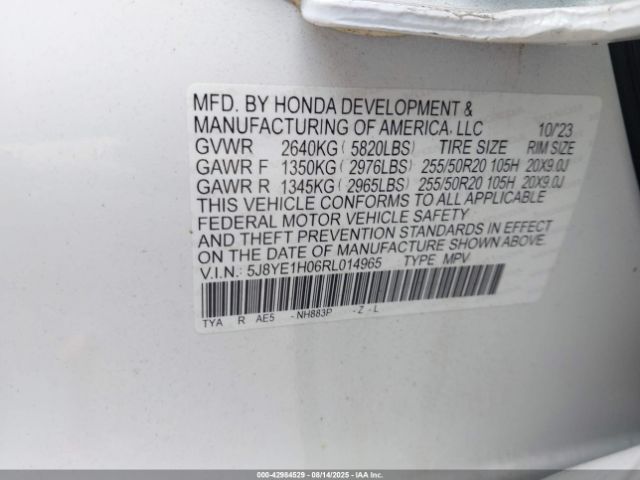 MFD. BY HONDA DEVELOPMENT &
MANUFACTURING OF AMERICA, LLC 10/'23
GVWR 2640KG ( 5820LBS) TIRE SIZE RIM SIZE
GAWR F 1350KG ( 2976LBS) 255/50R20 105H 20X9.0J
GAWR R 1345KG ( 2965LBS) 255/50R20 105H 20X9.0J
THIS VEHICLE CONFORMS TO ALL APPLICABLE
FEDERAL MOTOR VEHICLE SAFETY
AND THEFT PREVENTION STANDARDS IN EFFECT
ON THE DATE OF MANUFACTURE SHOWN ABOVE.
V.I.N.: 5J8YE1H06RL014965 TYPE MPV
TYA R AE5 - NH883P - Z - L
000-42984529 - 08/14/2025 - IAAI.COM